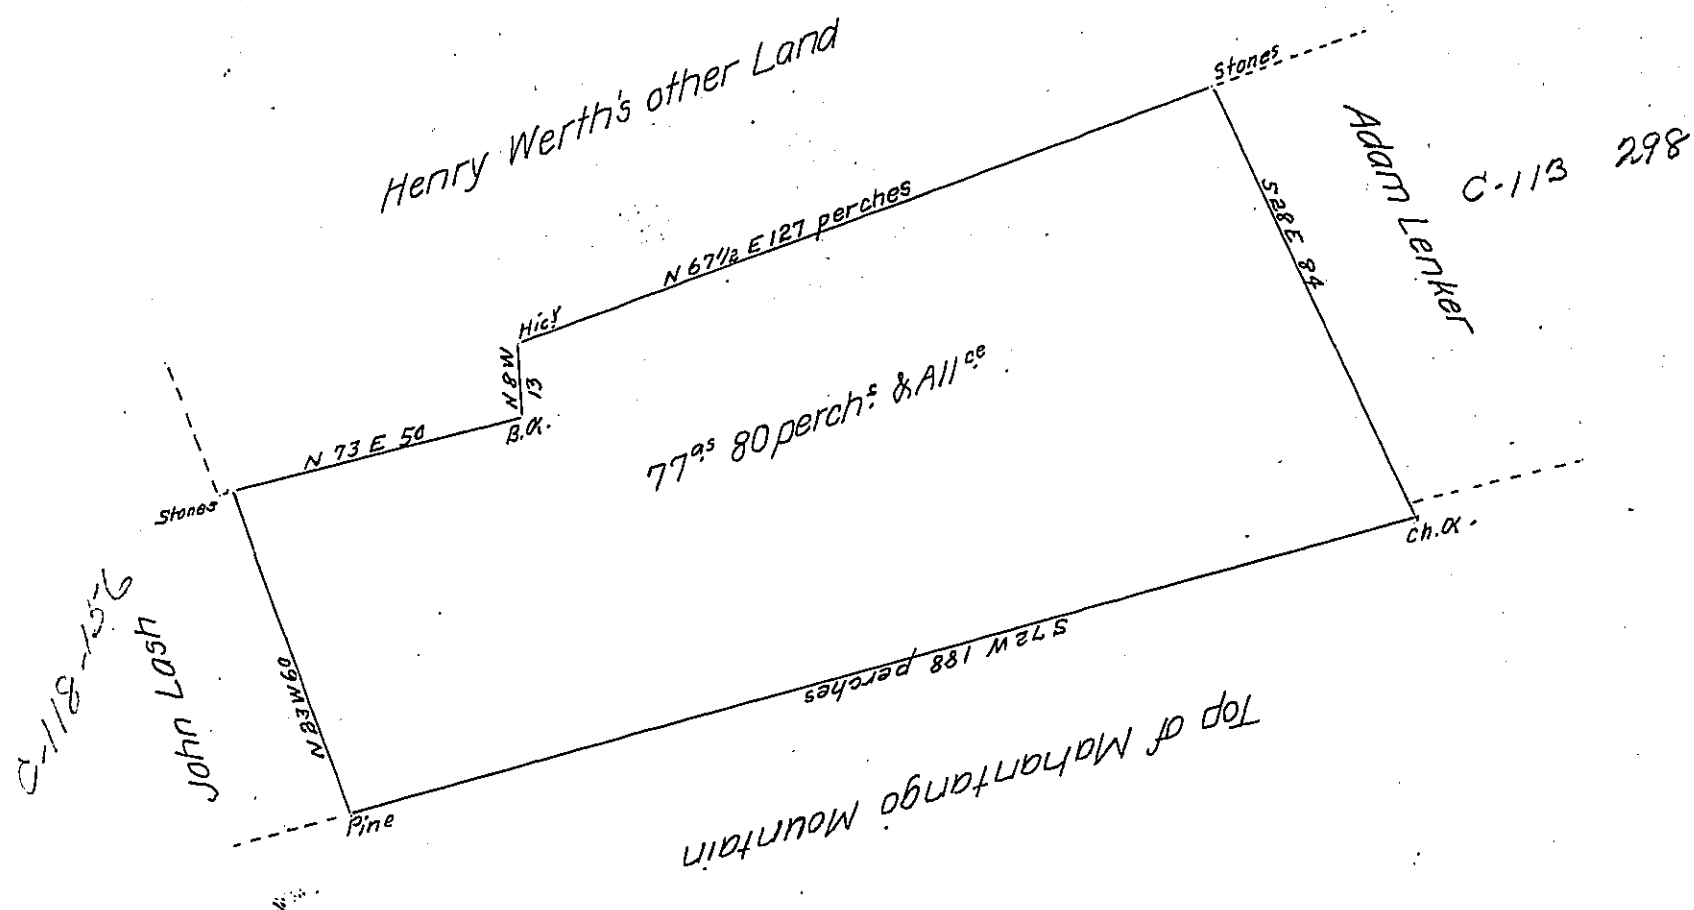 Henry Werth's other Land
Stones
Adam Lenker
C-113 298
N 67½ E 127 perches
S 28 E 84
Hicy
N 8 W
13
B.O.
N 73 E 50
77as 80 perchs & Allce
Stones
Ch.O.
C-118-156
John Lash
N 23 W 60
S 72 W 188 perches
Pine
Top of Mahantango Mountain